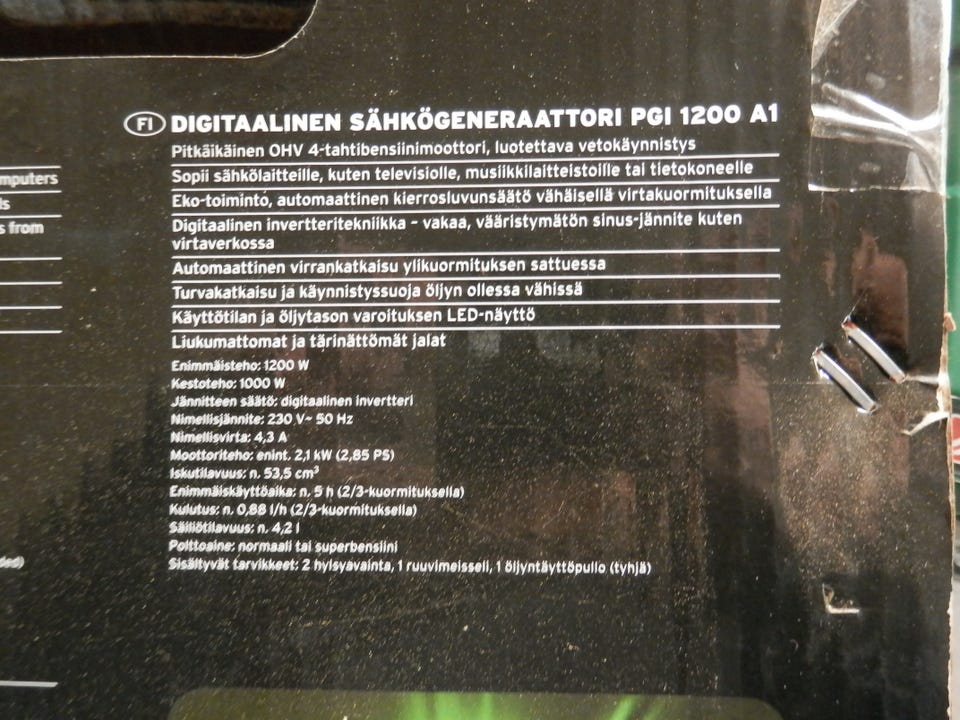 FI DIGITAALINEN SÄHKÖGENERAATTORI PGI 1200 A1
Pitkäikäinen OHV 4-tahtibensiinimoottori, luotettava vetokäynnistys
Sopii sähkölaitteille, kuten televisiolle, musiikkilaitteistoille tai tietokoneelle
Eko-toiminto, automaattinen kierrosluvunsäätö vähäisellä virtakuormituksella
Digitaalinen invertteritekniikka – vakaa, vääristymätön sinus-jännite kuten
virtaverkossa
Automaattinen virrankatkaisu ylikuormituksen sattuessa
Turvakatkaisu ja käynnistyssuoja öljyn ollessa vähissä
Käyttötilan ja öljytason varoituksen LED-näyttö
Liukumattomat ja tärinättömät jalat
Enimmäisteho: 1200 W
Kestoteho: 1000 W
Jännitteen säätö: digitaalinen invertteri
Nimellisjännite: 230 V~ 50 Hz
Nimellisvirta: 4,3 A
Moottoriteho: enint. 2,1 kW (2,85 PS)
Iskutilavuus: n. 53,5 cm³
Enimmäiskäyttöaika: n. 5 h (2/3-kuormituksella)
Kulutus: n. 0,88 l/h (2/3-kuormituksella)
Säiliötilavuus: n. 4,2 l
Polttoaine: normaali tai superbensiini
Sisältyvät tarvikkeet: 2 hylsyavainta, 1 ruuvimeisseli, 1 öljyntäyttöpullo (tyhjä)
mputers
ls
s from
ded)